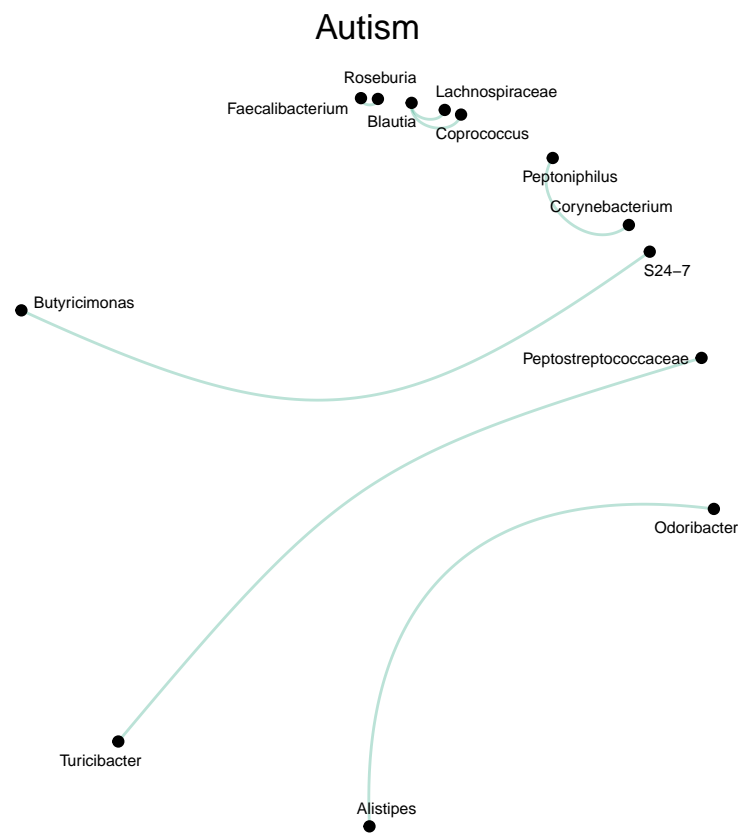 Autism
Roseburia
Lachnospiraceae
Faecalibacterium
Blautia
Coprococcus
Peptoniphilus
Corynebacterium
S24−7
Butyricimonas
Peptostreptococcaceae
Odoribacter
Turicibacter
Alistipes